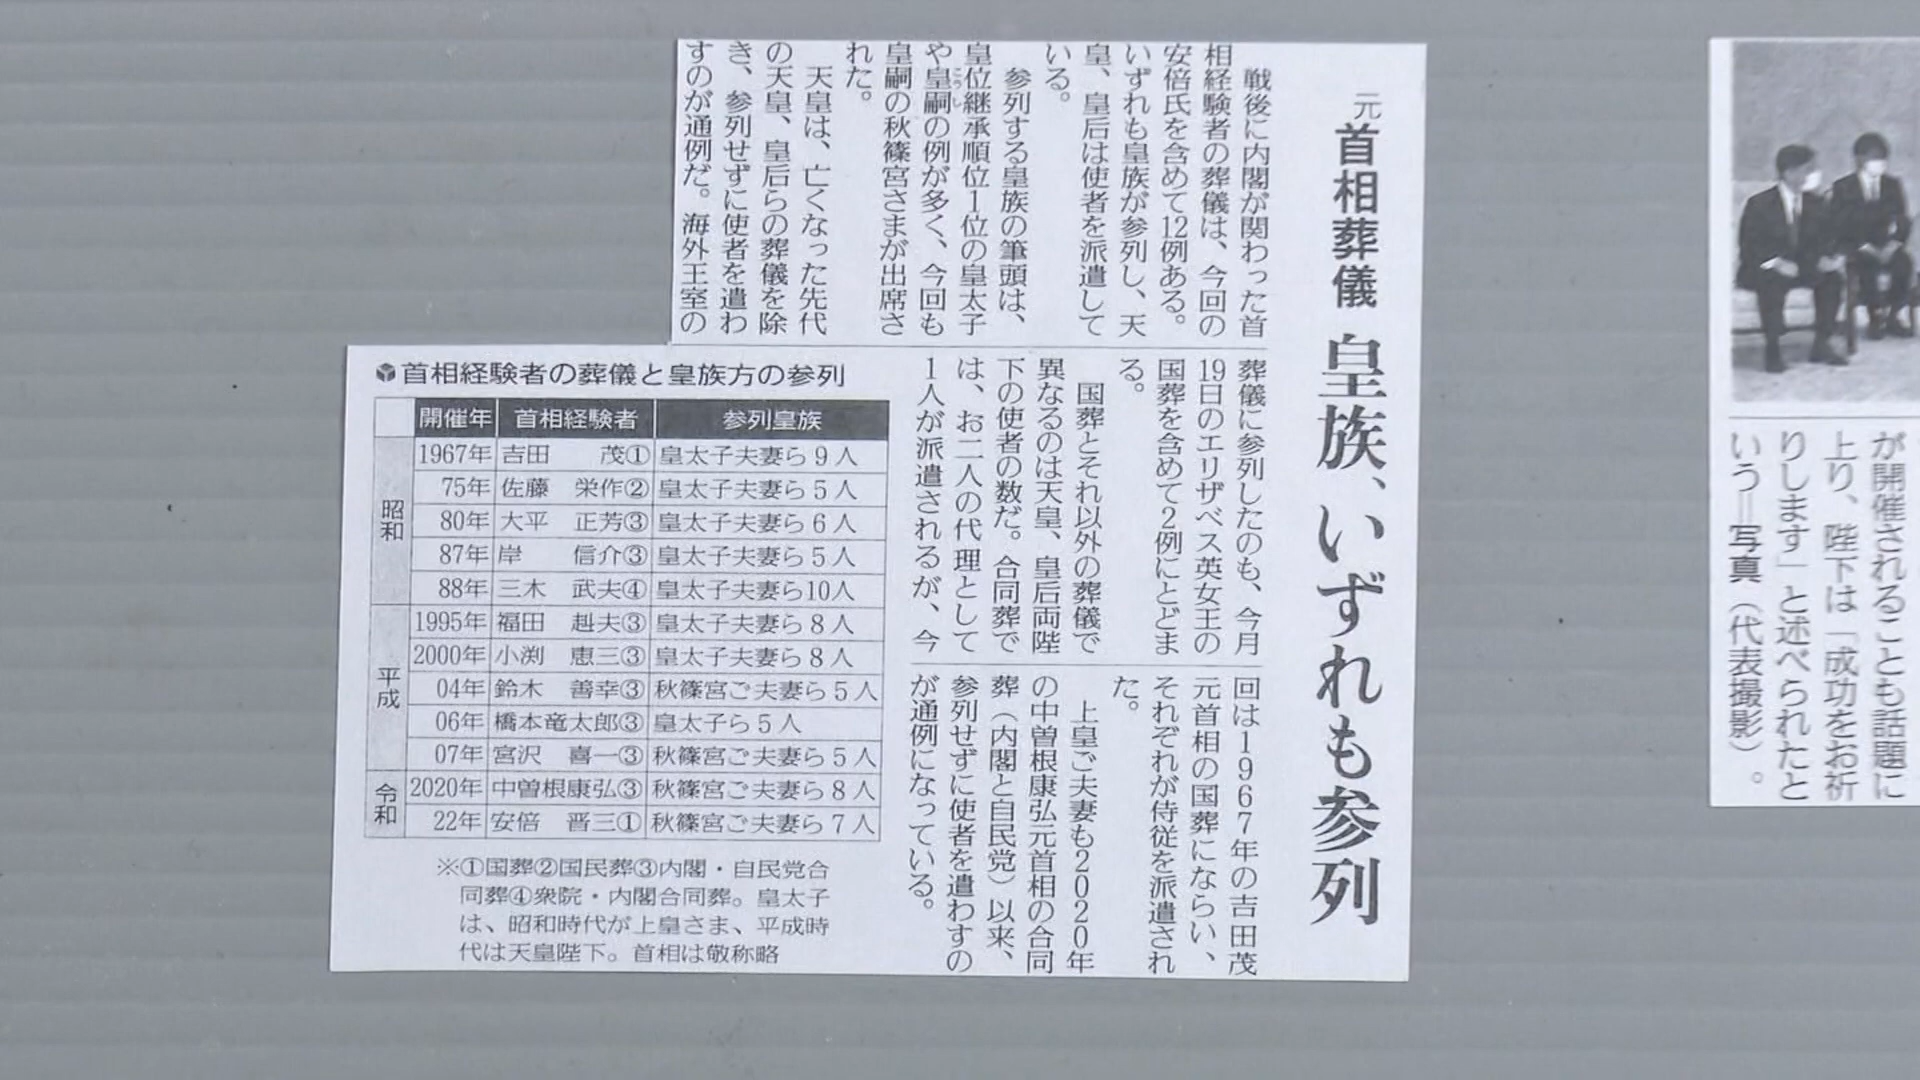 元首相葬儀 皇族、いずれも参列
戦後に内閣が関わった首
相経験者の葬儀は、今回の
安倍氏を含めて12例ある。
いずれも皇族が参列し、天
皇、皇后は使者を派遣して
いる。
参列する皇族の筆頭は、
皇位継承順位1位の皇太子
や皇嗣の例が多く、今回も
皇嗣の秋篠宮さまが出席さ
れた。
天皇は、亡くなった先代
の天皇、皇后らの葬儀を除
き、参列せずに使者を遣わ
すのが通例だ。海外王室の
葬儀に参列したのも、今月
19日のエリザベス英女王の
国葬を含めて2例にとどま
る。
国葬とそれ以外の葬儀で
異なるのは天皇、皇后両陛
下の使者の数だ。合同葬で
は、お二人の代理として
1人が派遣されるが、今
回は1967年の吉田茂
元首相の国葬にならい、
それぞれが侍従を派遣され
た。
上皇ご夫妻も2020年
の中曽根康弘元首相の合同
葬(内閣と自民党)以来、
参列せずに使者を遣わすの
が通例になっている。
首相経験者の葬儀と皇族方の参列
開催年 首相経験者 参列皇族
昭和
1967年 吉田 茂① 皇太子夫妻ら9人
75年 佐藤 栄作② 皇太子夫妻ら5人
80年 大平 正芳③ 皇太子夫妻ら6人
87年 岸 信介③ 皇太子夫妻ら5人
88年 三木 武夫④ 皇太子夫妻ら10人
平成
1995年 福田 赳夫③ 皇太子夫妻ら8人
2000年 小渕 恵三③ 皇太子夫妻ら8人
04年 鈴木 善幸③ 秋篠宮ご夫妻ら5人
06年 橋本竜太郎③ 皇太子ら5人
07年 宮沢 喜一③ 秋篠宮ご夫妻ら5人
令和
2020年 中曽根康弘③ 秋篠宮ご夫妻ら8人
22年 安倍 晋三① 秋篠宮ご夫妻ら7人
※①国葬②国民葬③内閣・自民党合
同葬④衆院・内閣合同葬。皇太子
は、昭和時代が上皇さま、平成時
代は天皇陛下。首相は敬称略
が開催されることも話題に
上り、陛下は「成功をお祈
りします」と述べられたと
いう=写真(代表撮影)。